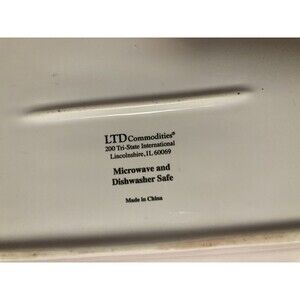 LTD Commodities®
200 Tri-State International
Lincolnshire, IL 60069
Microwave and
Dishwasher Safe
Made in China